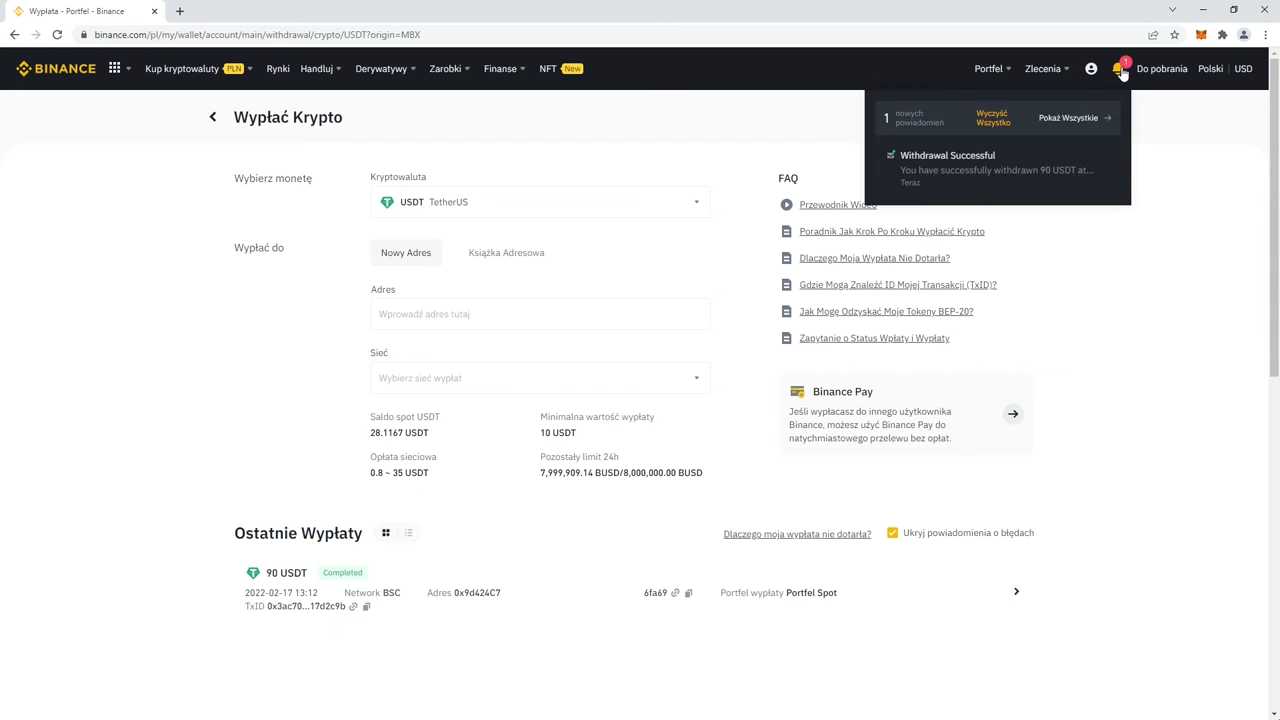 Wypłata - Portfel - Binance
binance.com/pl/my/wallet/account/main/withdrawal/crypto/USDT?origin=MBX
BINANCE Kup kryptowaluty PLN Rynki Handluj Derywatywy Zarobki Finanse NFT New Portfel Zlecenia 1 Do pobrania Polski | USD
Wypłać Krypto
1 nowych powiadomień Wyczyść Wszystko Pokaż Wszystkie →
Withdrawal Successful
You have successfully withdrawn 90 USDT at...
Teraz
Wybierz monetę
Kryptowaluta
USDT TetherUS
Wypłać do
Nowy Adres Książka Adresowa
Adres
Wprowadź adres tutaj
Sieć
Wybierz sieć wypłat
Saldo spot USDT Minimalna wartość wypłaty
28.1167 USDT 10 USDT
Opłata sieciowa Pozostały limit 24h
0.8 ~ 35 USDT 7,999,909.14 BUSD/8,000,000.00 BUSD
FAQ
Przewodnik Wideo
Poradnik Jak Krok Po Kroku Wypłacić Krypto
Dlaczego Moja Wypłata Nie Dotarła?
Gdzie Mogą Znaleźć ID Mojej Transakcji (TxID)?
Jak Mogę Odzyskać Moje Tokeny BEP-20?
Zapytanie o Status Wpłaty i Wypłaty
Binance Pay
Jeśli wypłacasz do innego użytkownika
Binance, możesz użyć Binance Pay do
natychmiastowego przelewu bez opłat.
Ostatnie Wypłaty Dlaczego moja wypłata nie dotarła? Ukryj powiadomienia o błędach
90 USDT Completed
2022-02-17 13:12 Network BSC Adres 0x9d424C7 6fa69 Portfel wypłaty Portfel Spot
TxID 0x3ac70...17d2c9b